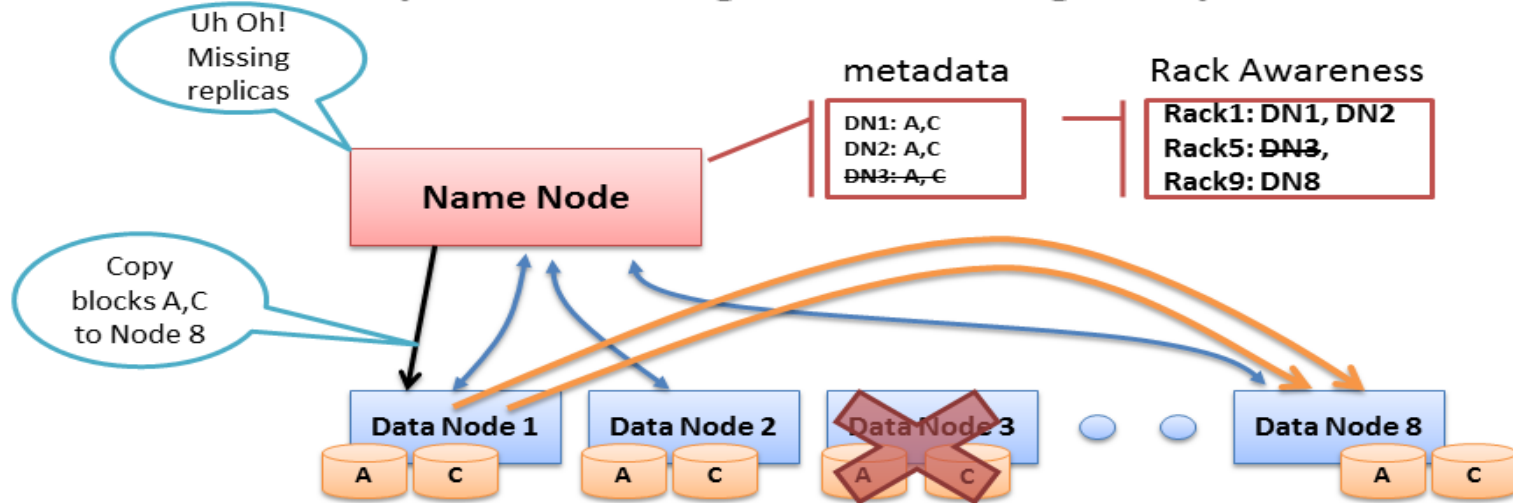 Uh Oh!
Missing
replicas
metadata
Rack Awareness
DN1: A,C
DN2: A,C
DN3: A, C
Rack1: DN1, DN2
Rack5: DN3,
Rack9: DN8
Name Node
Copy
blocks A,C
to Node 8
Data Node 1
Data Node 2
Data Node 3
Data Node 8
A
C
A
C
A
C
A
C